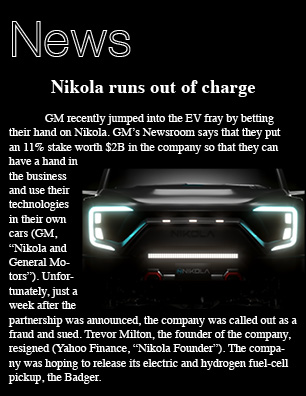 News
Nikola runs out of charge
GM recently jumped into the EV fray by betting
their hand on Nikola. GM's Newsroom says that they put
an 11% stake worth $2B in the company so that they can
have a hand in
the business
and use their
technologies
in their own
cars (GM,
“Nikola and
General Mo-
tors”). Unfor-
tunately, just a
week after the
partnership was announced, the company was called out as a
fraud and sued. Trevor Milton, the founder of the company,
resigned (Yahoo Finance, “Nikola Founder”). The compa-
ny was hoping to release its electric and hydrogen fuel-cell
pickup, the Badger.
NIKOLA
NIKOLA